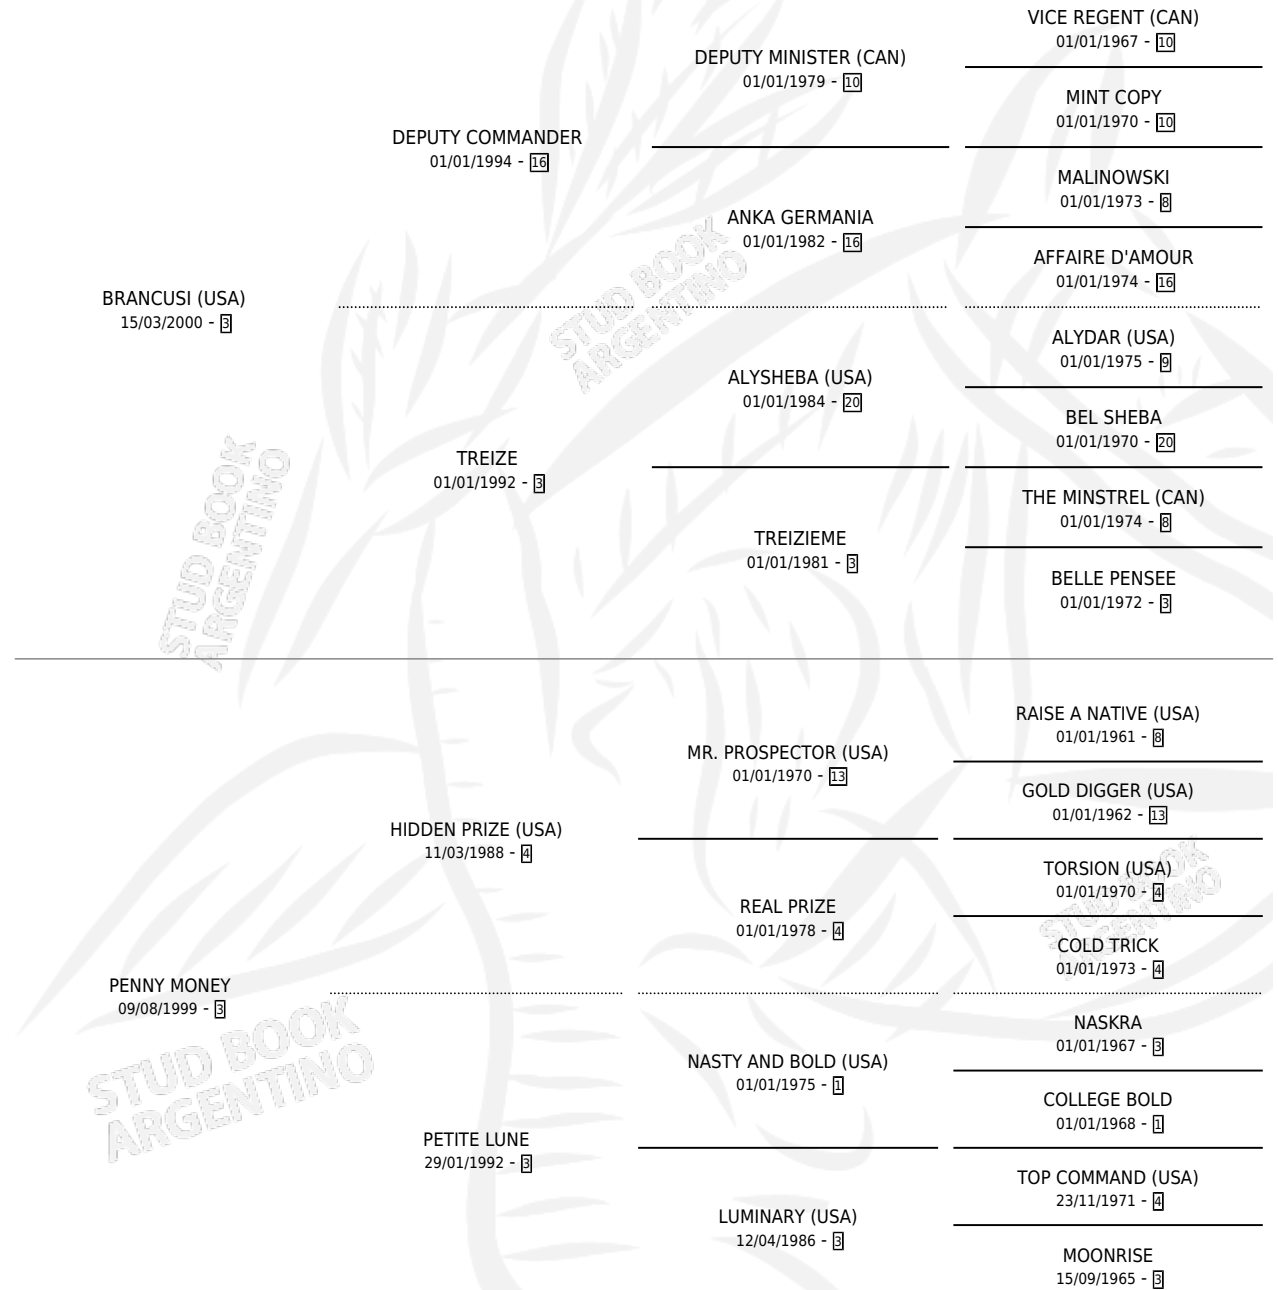 VICE REGENT (CAN)
01/01/1967 - 10
DEPUTY MINISTER (CAN)
01/01/1979 - 10
MINT COPY
01/01/1970 - 10
DEPUTY COMMANDER
01/01/1994 - 16
MALINOWSKI
01/01/1973 - 8
ANKA GERMANIA
01/01/1982 - 16
AFFAIRE D'AMOUR
01/01/1974 - 16
BRANCUSI (USA)
15/03/2000 - 3
ALYDAR (USA)
01/01/1975 - 9
ALYSHEBA (USA)
01/01/1984 - 20
BEL SHEBA
01/01/1970 - 20
TREIZE
01/01/1992 - 3
THE MINSTREL (CAN)
01/01/1974 - 8
TREIZIEME
01/01/1981 - 3
BELLE PENSEE
01/01/1972 - 3
RAISE A NATIVE (USA)
01/01/1961 - 8
MR. PROSPECTOR (USA)
01/01/1970 - 13
GOLD DIGGER (USA)
01/01/1962 - 13
HIDDEN PRIZE (USA)
11/03/1988 - 4
TORSION (USA)
01/01/1970 - 4
REAL PRIZE
01/01/1978 - 4
COLD TRICK
01/01/1973 - 4
PENNY MONEY
09/08/1999 - 3
NASKRA
01/01/1967 - 3
NASTY AND BOLD (USA)
01/01/1975 - 1
COLLEGE BOLD
01/01/1968 - 1
PETITE LUNE
29/01/1992 - 3
TOP COMMAND (USA)
23/11/1971 - 4
LUMINARY (USA)
12/04/1986 - 3
MOONRISE
15/09/1965 - 3
STUD BOOK
ARGENTINO
STUD BOOK
ARGENTINO
STUD BOOK
ARGENTINO
STUD BOOK
ARGENTINO